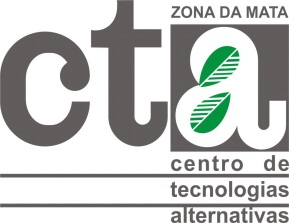 ZONA DA MATA
cta
centro de
tecnologias
alternativas